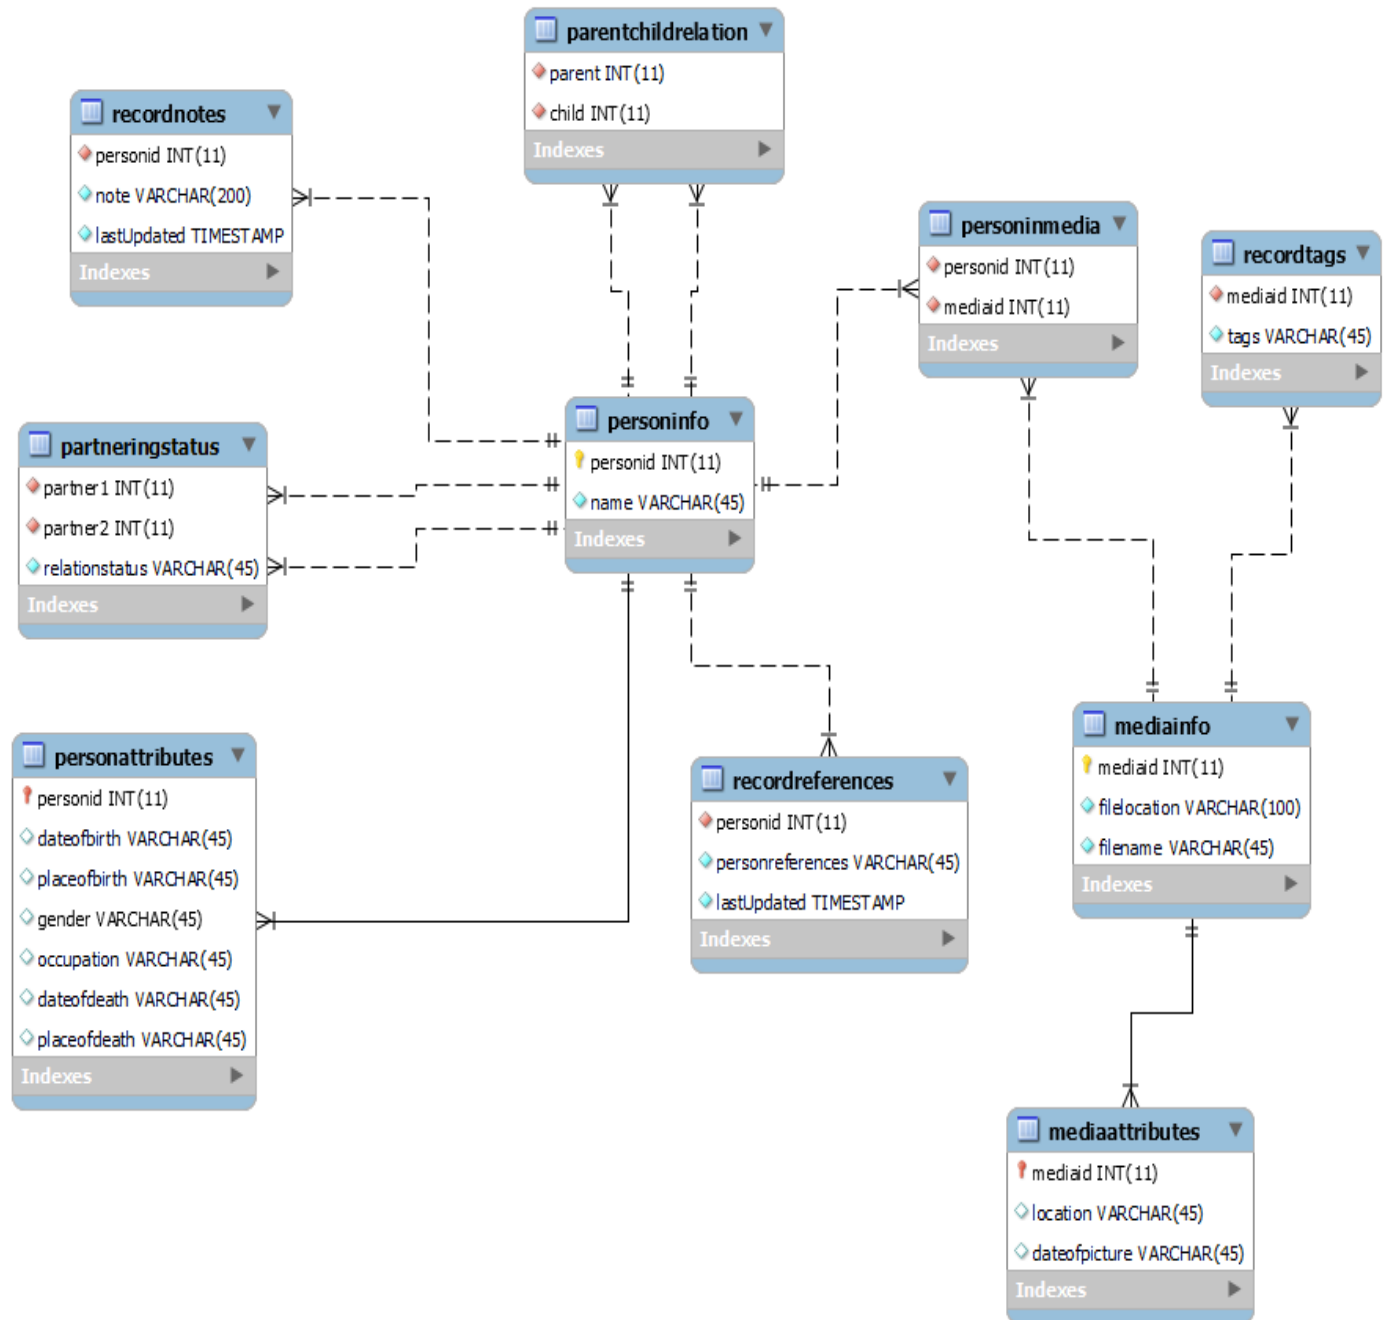 parentchildrelation
parent INT(11)
child INT(11)
Indexes
recordnotes
personid INT(11)
note VARCHAR(200)
lastUpdated TIMESTAMP
Indexes
personinmedia
personid INT(11)
mediaid INT(11)
Indexes
recordtags
mediaid INT(11)
tags VARCHAR(45)
Indexes
partneringstatus
partner1 INT(11)
partner2 INT(11)
relationstatus VARCHAR(45)
Indexes
personinfo
personid INT(11)
name VARCHAR(45)
Indexes
personattributes
personid INT(11)
dateofbirth VARCHAR(45)
placeofbirth VARCHAR(45)
gender VARCHAR(45)
occupation VARCHAR(45)
dateofdeath VARCHAR(45)
placeofdeath VARCHAR(45)
Indexes
recordreferences
personid INT(11)
personreferences VARCHAR(45)
lastUpdated TIMESTAMP
Indexes
mediainfo
mediaid INT(11)
filelocation VARCHAR(100)
filename VARCHAR(45)
Indexes
mediaattributes
mediaid INT(11)
location VARCHAR(45)
dateofpicture VARCHAR(45)
Indexes